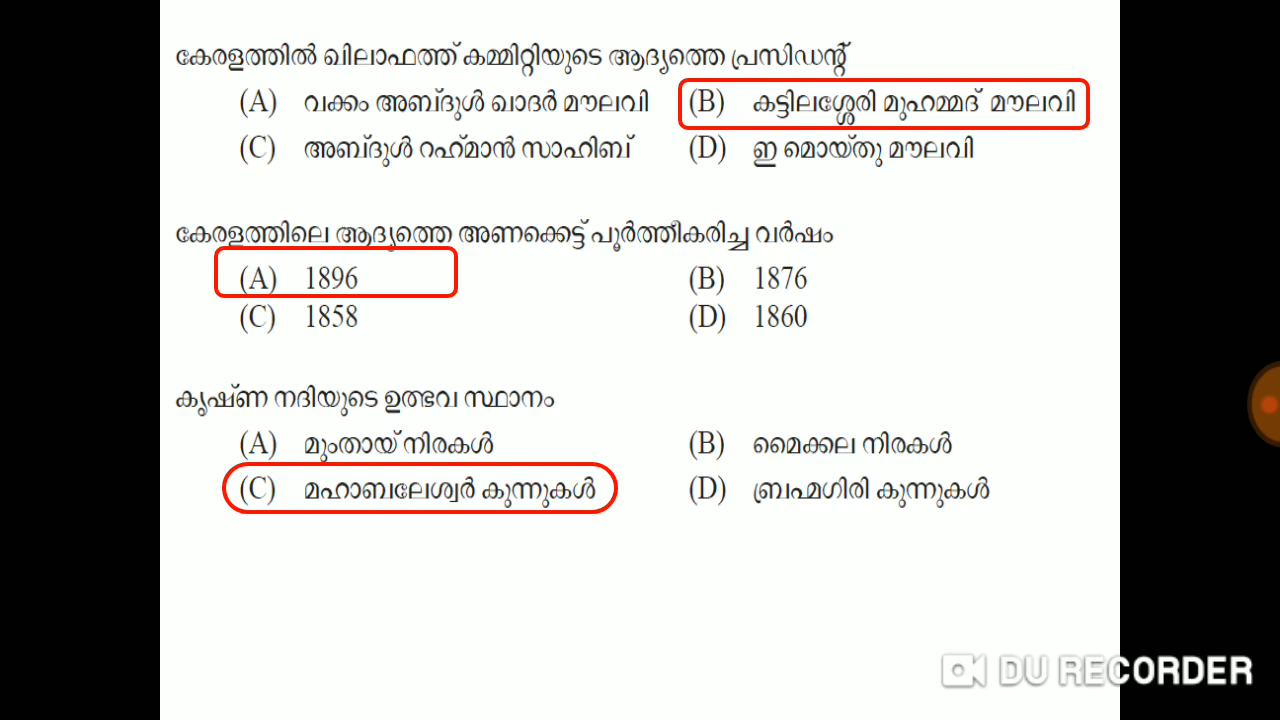 കേരളത്തിൽ ഖിലാഫത്ത് കമ്മിറ്റിയുടെ ആദ്യത്തെ പ്രസിഡന്റ്
(A) വക്കം അബ്ദുൾ ഖാദർ മൗലവി (B) കട്ടിലശ്ശേരി മുഹമ്മദ് മൗലവി
(C) അബ്ദുൾ റഹ്‌മാൻ സാഹിബ് (D) ഇ മൊയ്തു മൗലവി
കേരളത്തിലെ ആദ്യത്തെ അണക്കെട്ട് പൂർത്തീകരിച്ച വർഷം
(A) 1896 (B) 1876
(C) 1858 (D) 1860
കൃഷ്ണ നദിയുടെ ഉത്ഭവ സ്ഥാനം
(A) മുംതായ് നിരകൾ (B) മൈക്കല നിരകൾ
(C) മഹാബലേശ്വർ കുന്നുകൾ (D) ബ്രഹ്മഗിരി കുന്നുകൾ
DU RECORDER